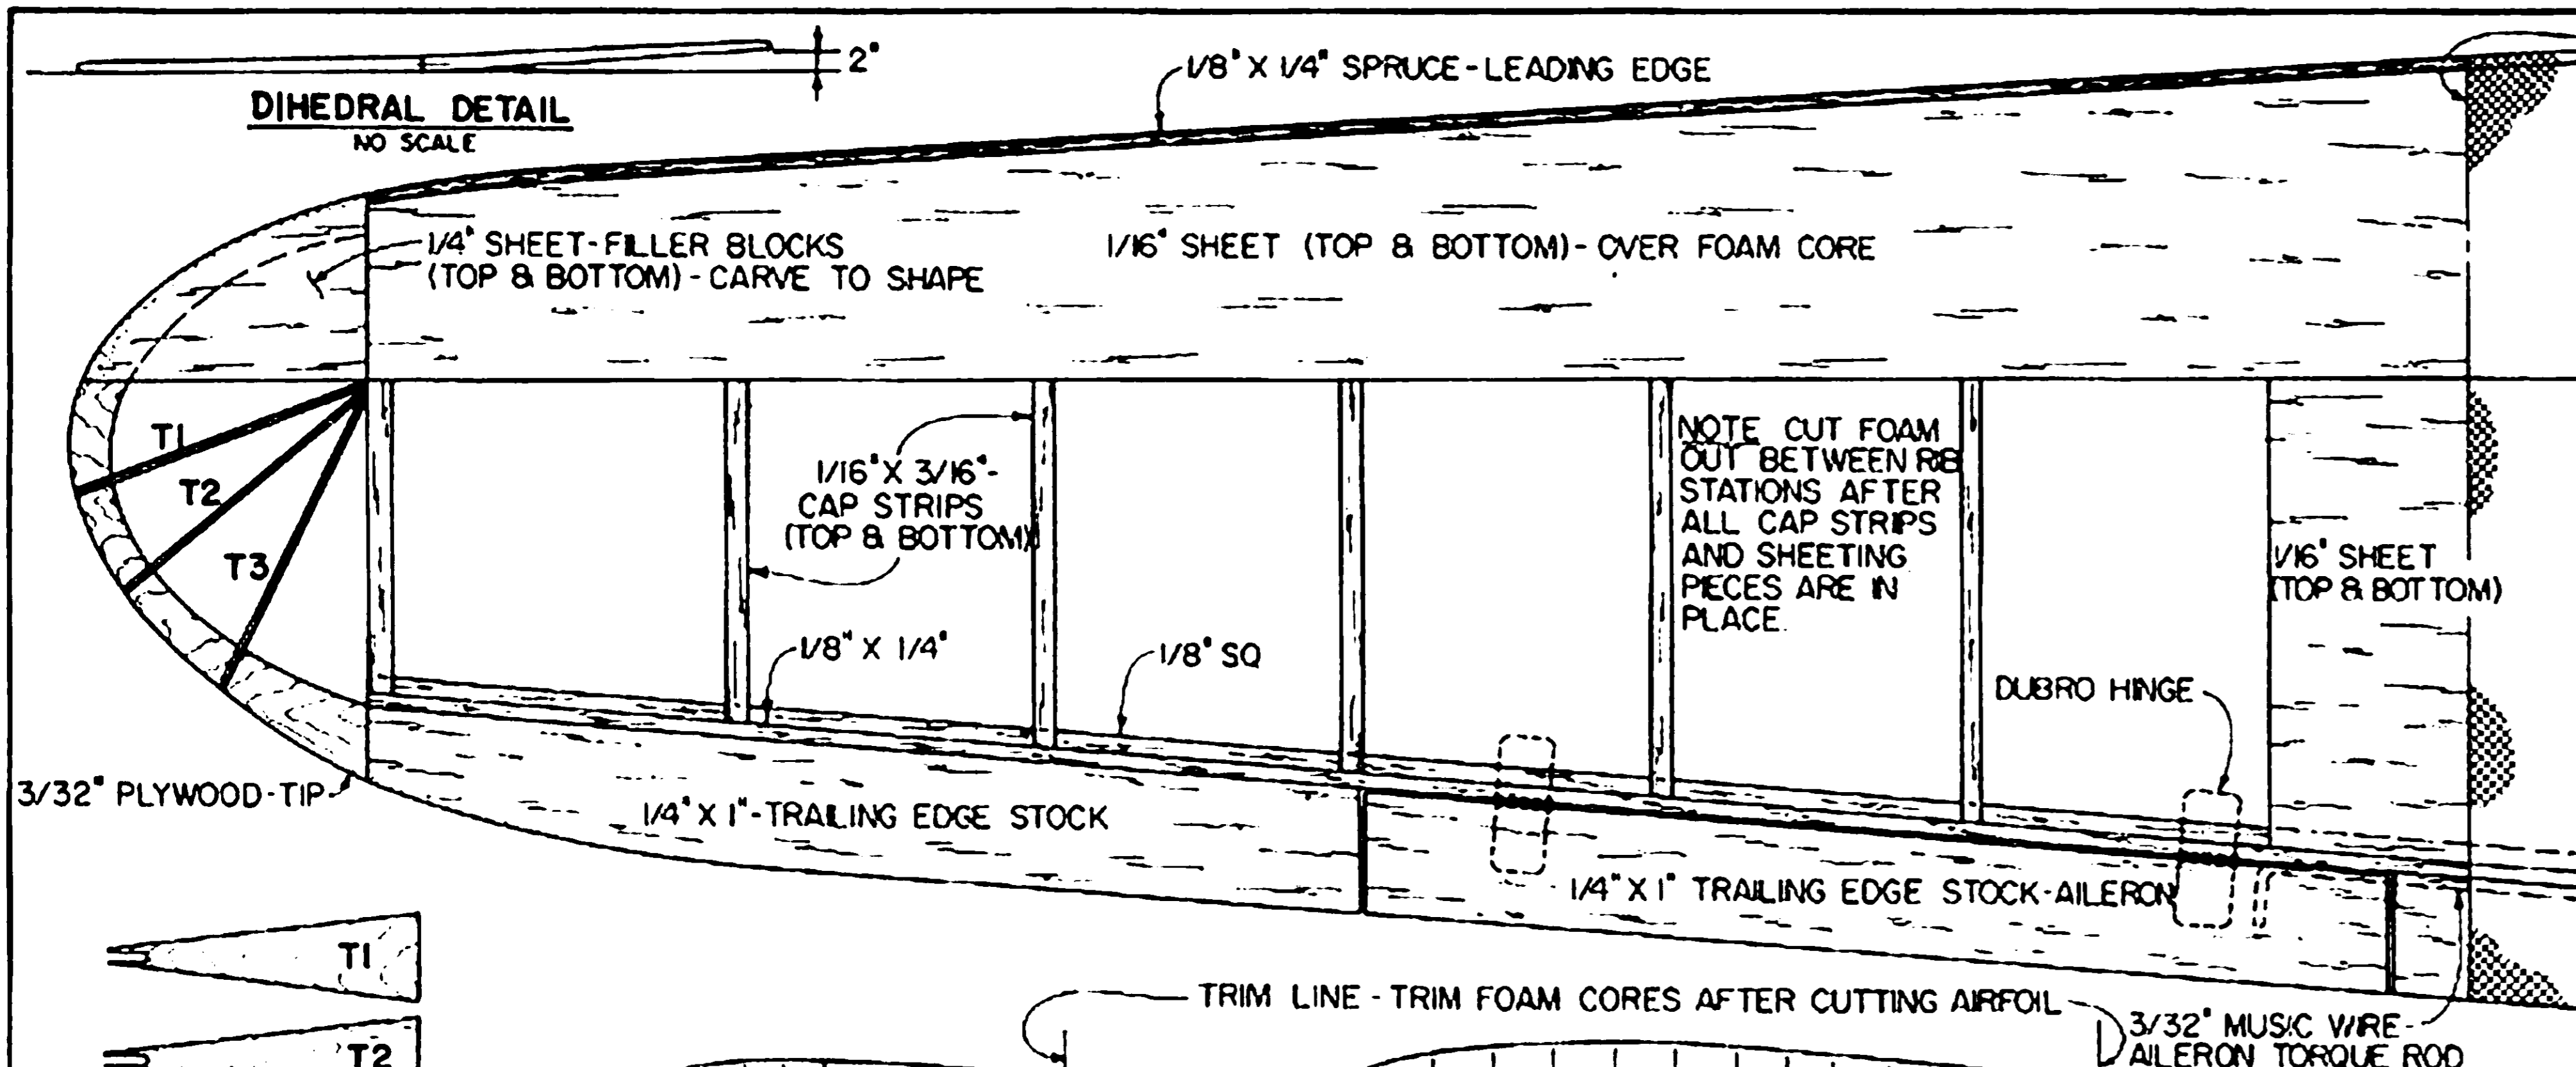 2"
DIHEDRAL DETAIL
NO SCALE
1/8" X 1/4" SPRUCE-LEADING EDGE
1/4" SHEET-FILLER BLOCKS
(TOP & BOTTOM)-CARVE TO SHAPE
1/16" SHEET (TOP & BOTTOM)-OVER FOAM CORE
T1
T2
T3
1/16" X 3/16"-
CAP STRIPS
(TOP & BOTTOM)
NOTE CUT FOAM
OUT BETWEEN RIB
STATIONS AFTER
ALL CAP STRIPS
AND SHEETING
PIECES ARE IN
PLACE.
1/16" SHEET
(TOP & BOTTOM)
1/8" X 1/4"
1/8" SQ
DUBRO HINGE
3/32" PLYWOOD-TIP
1/4" X 1"-TRAILING EDGE STOCK
1/4" X 1" TRAILING EDGE STOCK-AILERON
T1
TRIM LINE - TRIM FOAM CORES AFTER CUTTING AIRFOIL
3/32" MUSIC WIRE-
AILERON TORQUE ROD
T2